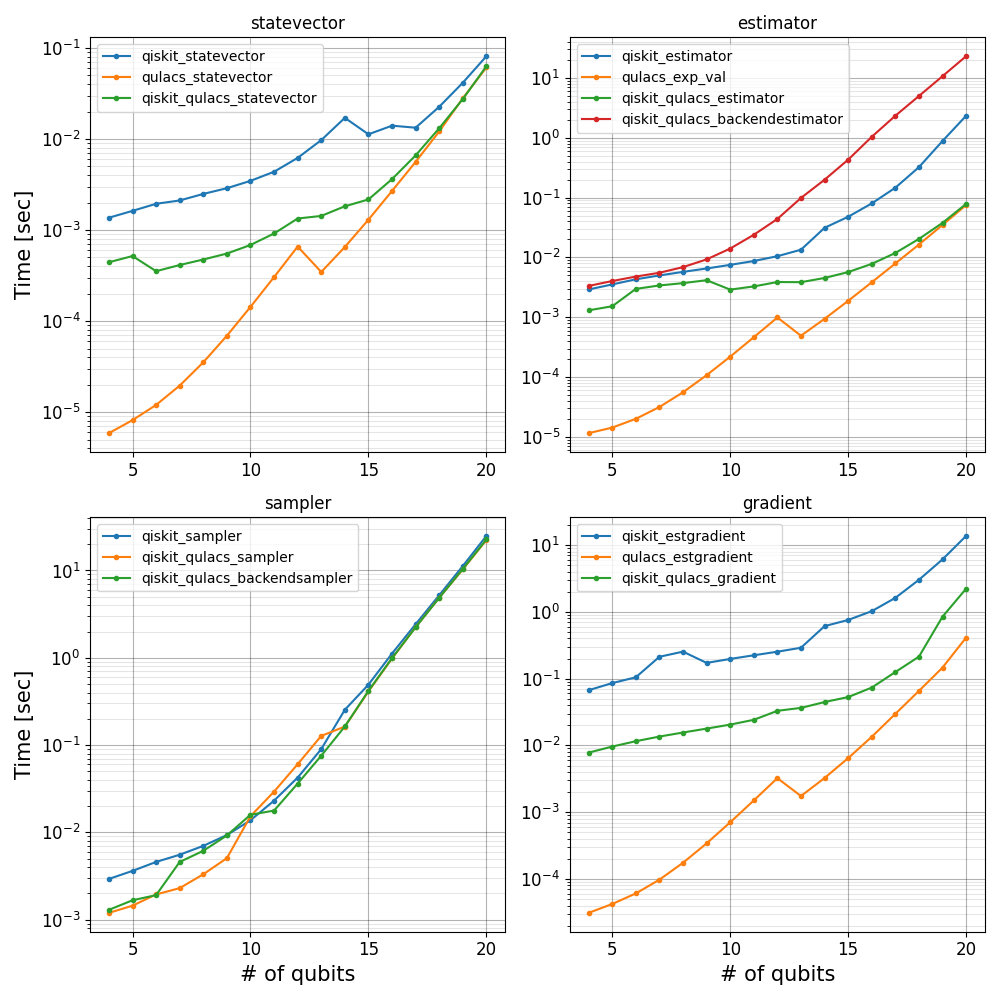 statevector
qiskit_statevector
qulacs_statevector
qiskit_qulacs_statevector
Time [sec]
10⁻¹
10⁻²
10⁻³
10⁻⁴
10⁻⁵
5 10 15 20
estimator
qiskit_estimator
qulacs_exp_val
qiskit_qulacs_estimator
qiskit_qulacs_backendestimator
10¹
10⁰
10⁻¹
10⁻²
10⁻³
10⁻⁴
10⁻⁵
5 10 15 20
sampler
qiskit_sampler
qiskit_qulacs_sampler
qiskit_qulacs_backendsampler
Time [sec]
10¹
10⁰
10⁻¹
10⁻²
10⁻³
5 10 15 20
# of qubits
gradient
qiskit_estgradient
qulacs_estgradient
qiskit_qulacs_gradient
10¹
10⁰
10⁻¹
10⁻²
10⁻³
10⁻⁴
5 10 15 20
# of qubits